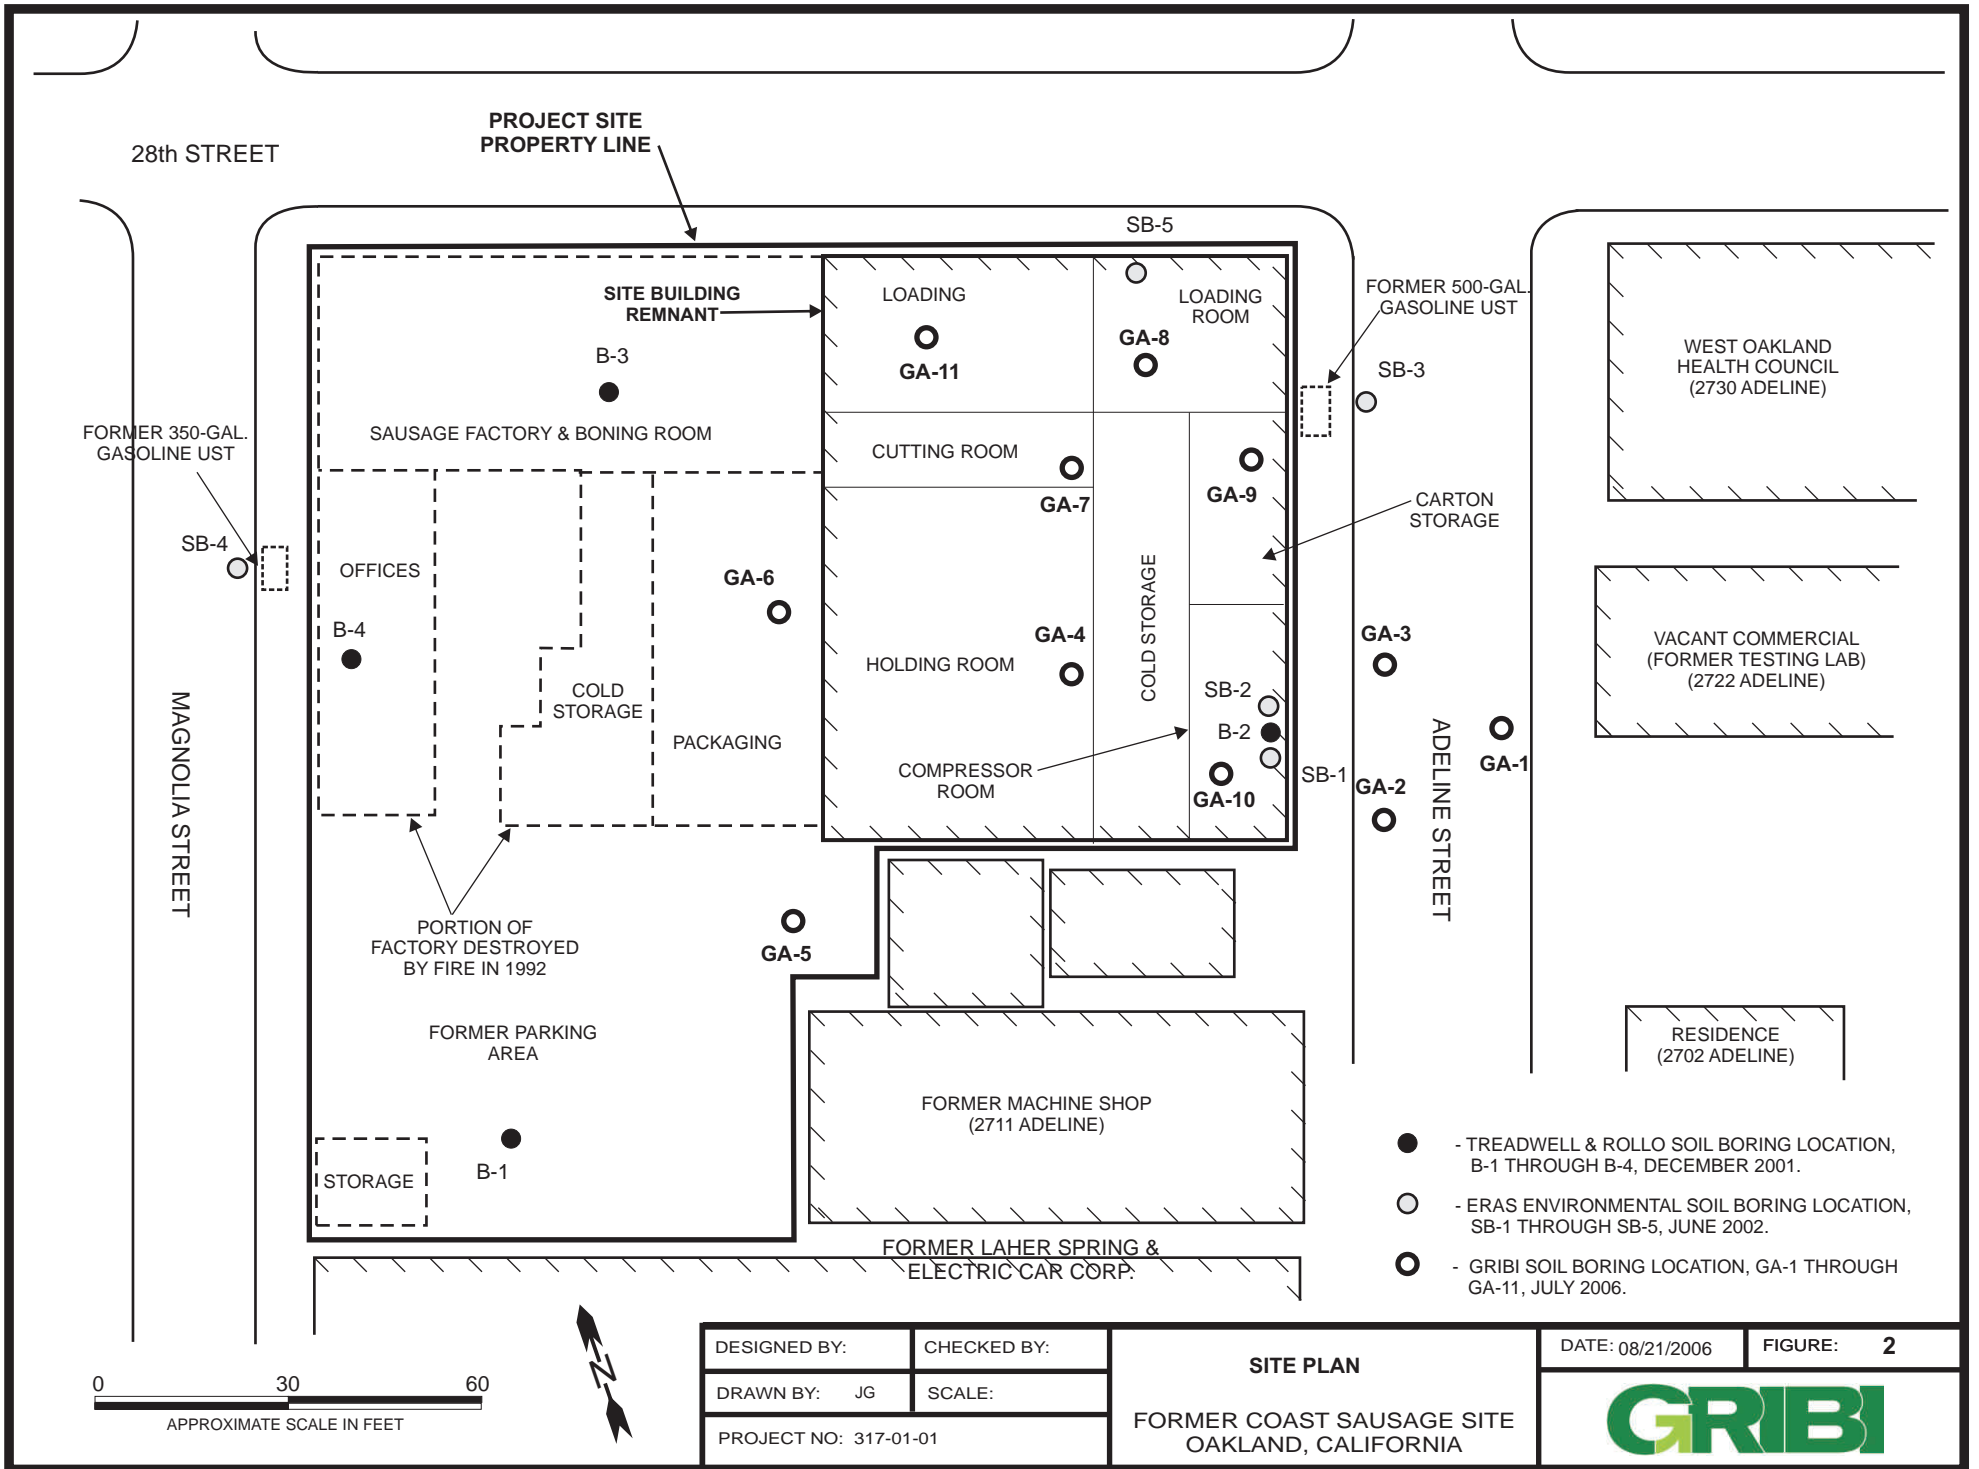 28th STREET
PROJECT SITE
PROPERTY LINE
SB-5
SITE BUILDING
REMNANT
LOADING
LOADING
ROOM
FORMER 500-GAL.
GASOLINE UST
GA-11
GA-8
B-3
SB-3
WEST OAKLAND
HEALTH COUNCIL
(2730 ADELINE)
SAUSAGE FACTORY & BONING ROOM
FORMER 350-GAL.
GASOLINE UST
CUTTING ROOM
GA-7
GA-9
CARTON
STORAGE
SB-4
OFFICES
GA-6
COLD STORAGE
B-4
GA-4
GA-3
HOLDING ROOM
VACANT COMMERCIAL
(FORMER TESTING LAB)
(2722 ADELINE)
COLD
STORAGE
SB-2
B-2
PACKAGING
MAGNOLIA STREET
COMPRESSOR
ROOM
SB-1
GA-10
GA-2
ADELINE STREET
GA-1
PORTION OF
FACTORY DESTROYED
BY FIRE IN 1992
GA-5
FORMER PARKING
AREA
RESIDENCE
(2702 ADELINE)
FORMER MACHINE SHOP
(2711 ADELINE)
STORAGE
B-1
- TREADWELL & ROLLO SOIL BORING LOCATION,
B-1 THROUGH B-4, DECEMBER 2001.
- ERAS ENVIRONMENTAL SOIL BORING LOCATION,
SB-1 THROUGH SB-5, JUNE 2002.
- GRIBI SOIL BORING LOCATION, GA-1 THROUGH
GA-11, JULY 2006.
FORMER LAHER SPRING &
ELECTRIC CAR CORP.
N
0 30 60
APPROXIMATE SCALE IN FEET
DESIGNED BY:
CHECKED BY:
DRAWN BY: JG
SCALE:
PROJECT NO: 317-01-01
SITE PLAN
FORMER COAST SAUSAGE SITE
OAKLAND, CALIFORNIA
DATE: 08/21/2006
FIGURE: 2
GRIBI